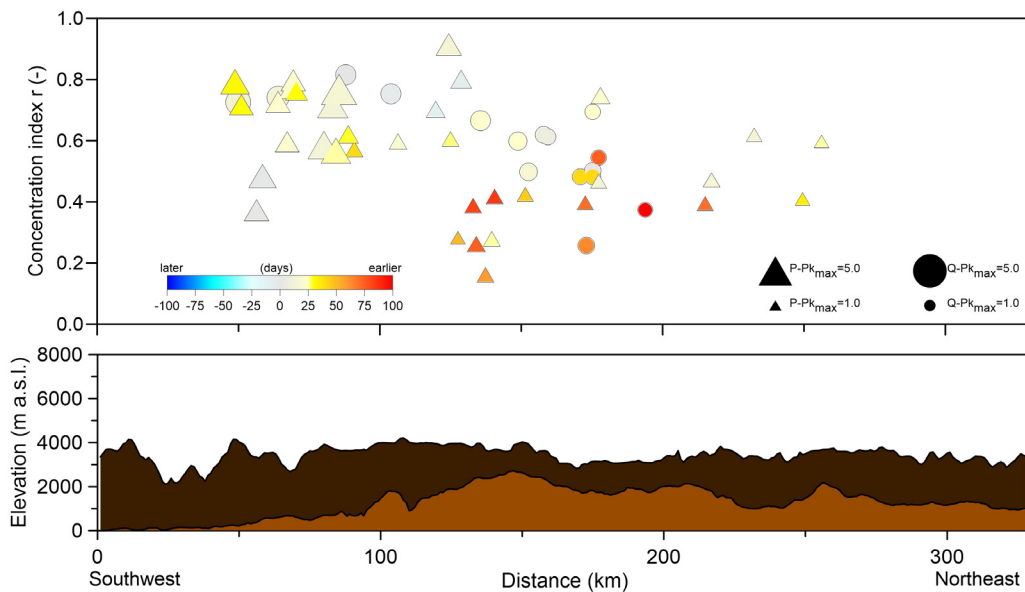 1.0
0.8
0.6
0.4
0.2
0.0
Concentration index r (-)
later (days) earlier
-100 -75 -50 -25 0 25 50 75 100
P-Pkmax=5.0 Q-Pkmax=5.0
P-Pkmax=1.0 Q-Pkmax=1.0
8000
6000
4000
2000
0
Elevation (m a.s.l.)
0 100 200 300
Southwest Distance (km) Northeast